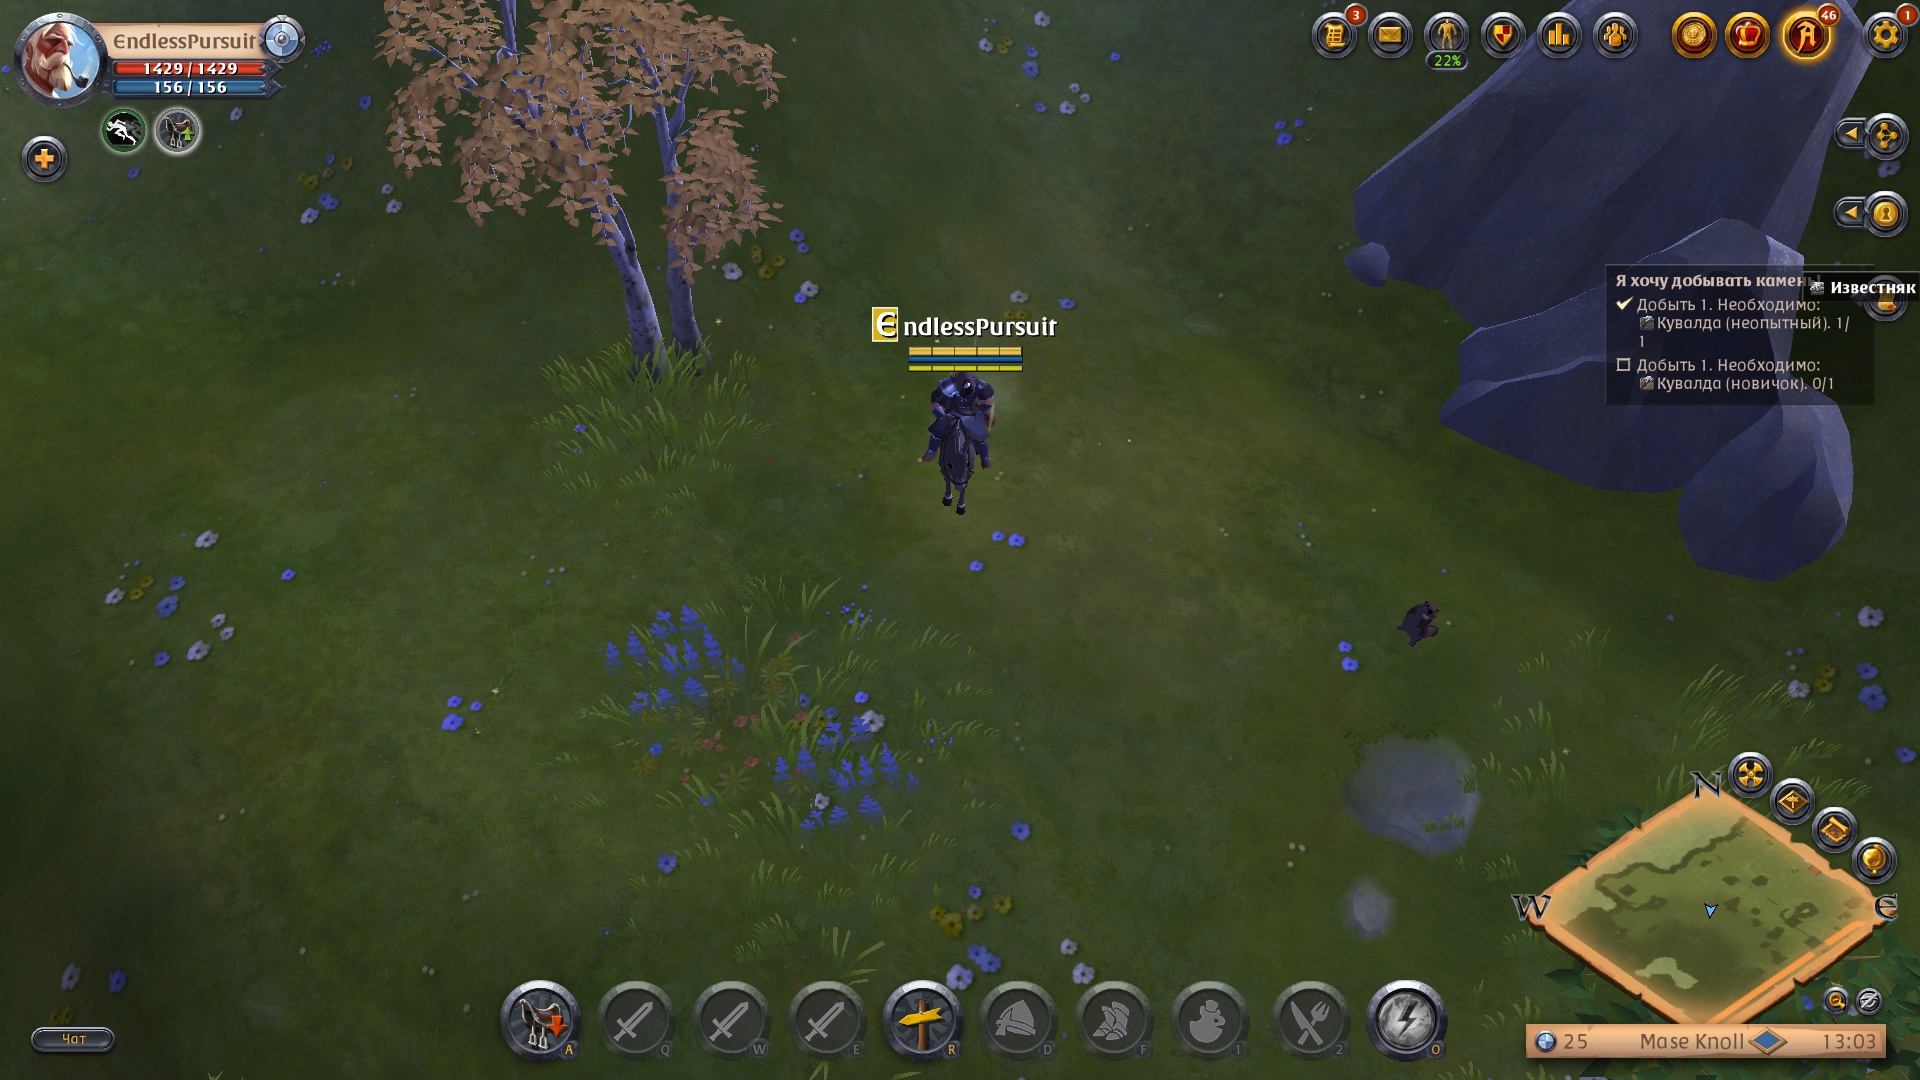 EndlessPursuit
1429 / 1429
156 / 156
3
22%
46
1
Я хочу добывать камень
Известняк
Добыть 1. Необходимо:
Кувалда (неопытный). 1/
1
Добыть 1. Необходимо:
Кувалда (новичок). 0/1
EndlessPursuit
N
W
E
Чат
A
Q
W
E
R
D
F
1
2
O
25
Mase Knoll
13:03